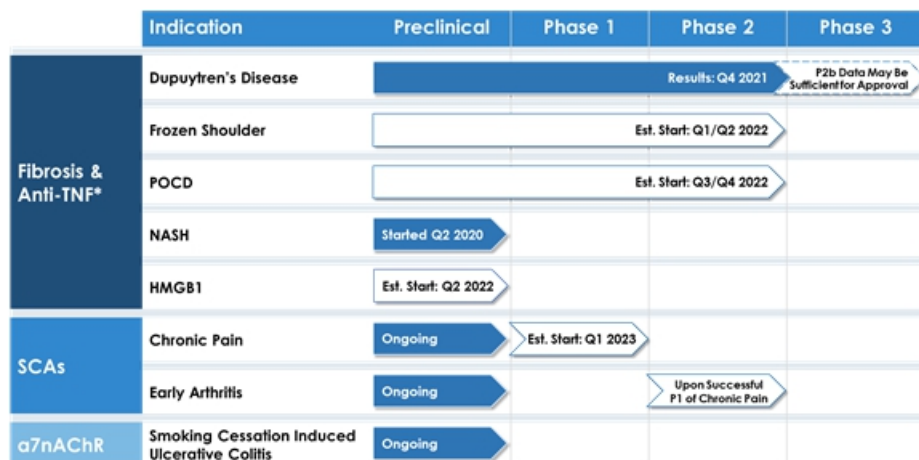 Indication Preclinical Phase 1 Phase 2 Phase 3
Fibrosis &
Anti-TNF*
Dupuytren's Disease
Results: Q4 2021
P2b Data May Be
Sufficient for Approval
Frozen Shoulder
Est. Start: Q1/Q2 2022
POCD
Est. Start: Q3/Q4 2022
NASH
Started Q2 2020
HMGB1
Est. Start: Q2 2022
SCAs
Chronic Pain
Ongoing
Est. Start: Q1 2023
Early Arthritis
Ongoing
Upon Successful
P1 of Chronic Pain
a7nAChR
Smoking Cessation Induced
Ulcerative Colitis
Ongoing